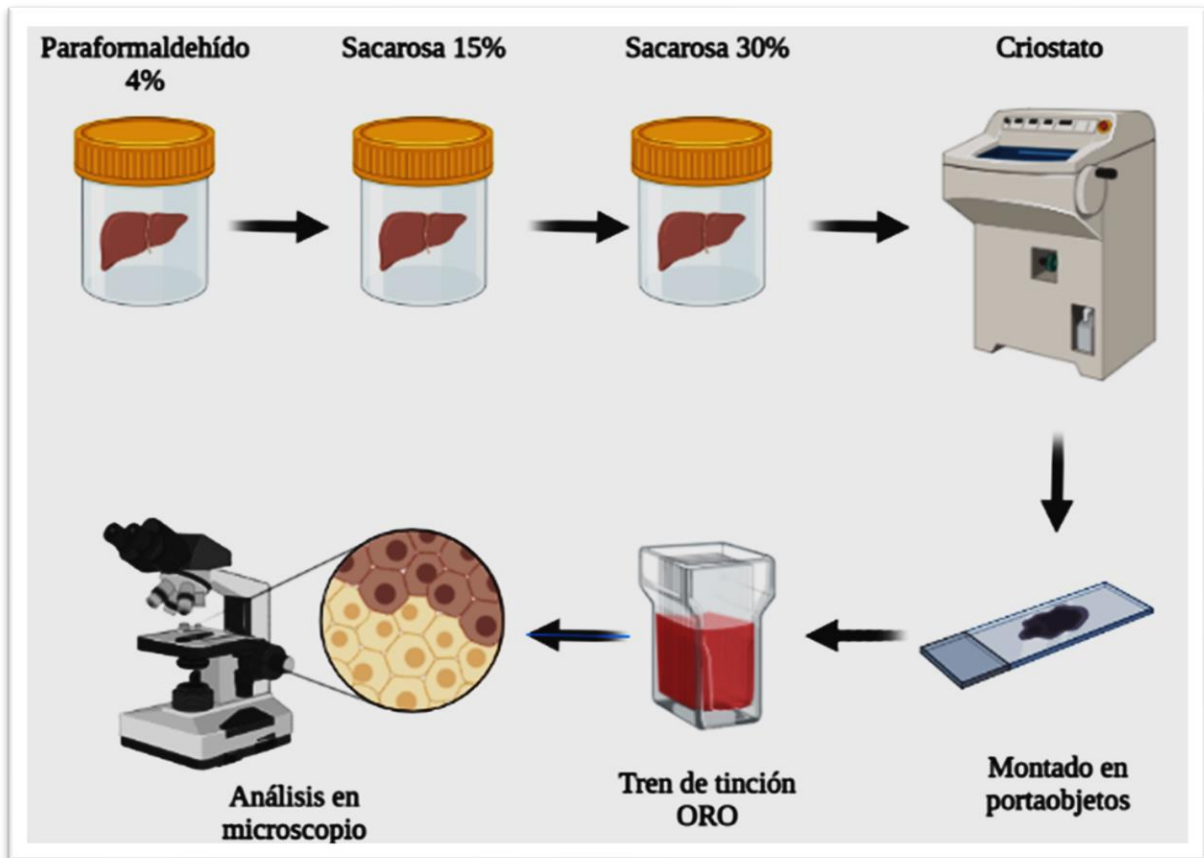 Paraformaldehído
4%
Sacarosa 15%
Sacarosa 30%
Criostato
Montado en
portaobjetos
Tren de tinción
ORO
Análisis en
microscopio